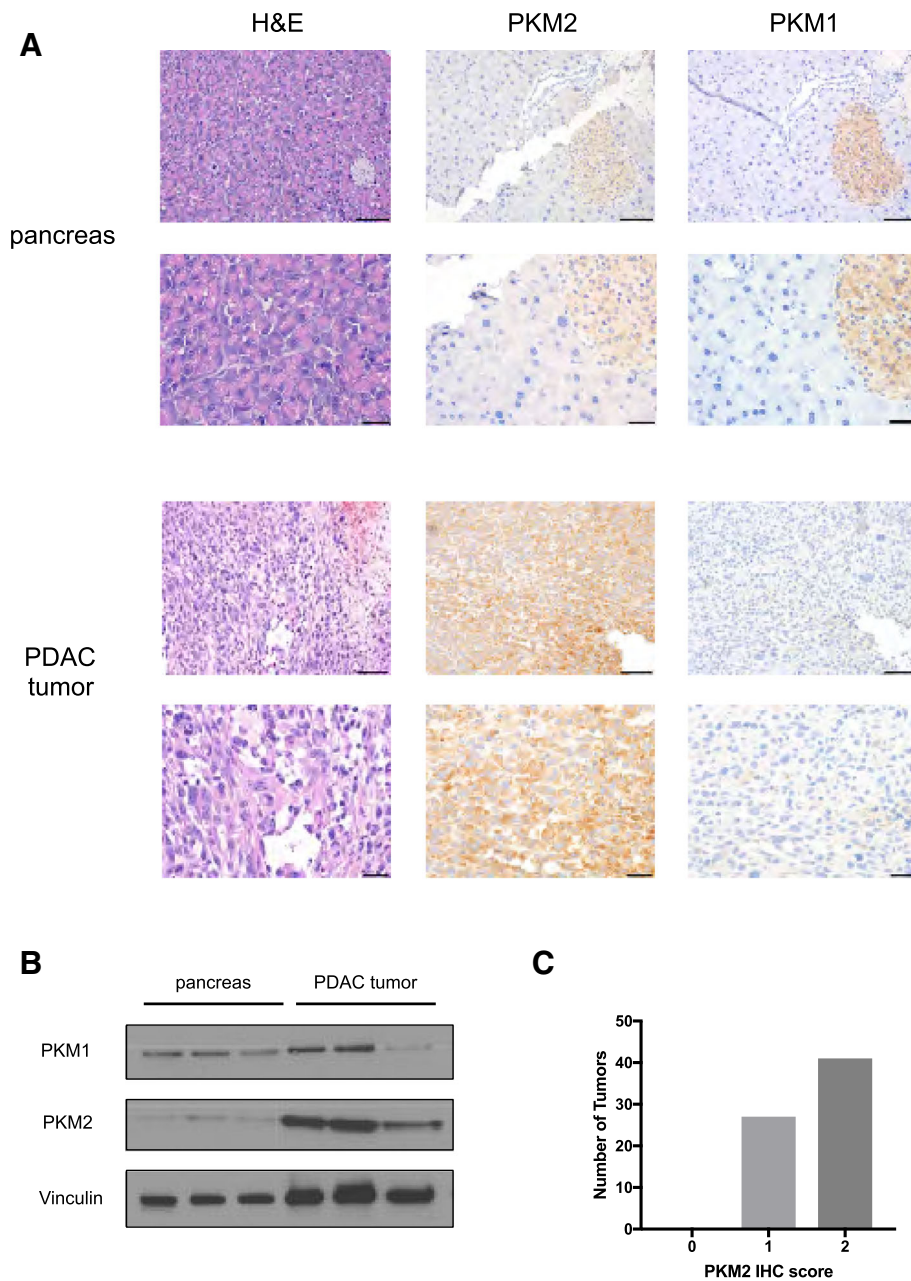 A
H&E
PKM2
PKM1
pancreas
PDAC
tumor
B
pancreas
PDAC tumor
PKM1
PKM2
Vinculin
C
Number of Tumors
50
40
30
20
10
0
0
1
2
PKM2 IHC score